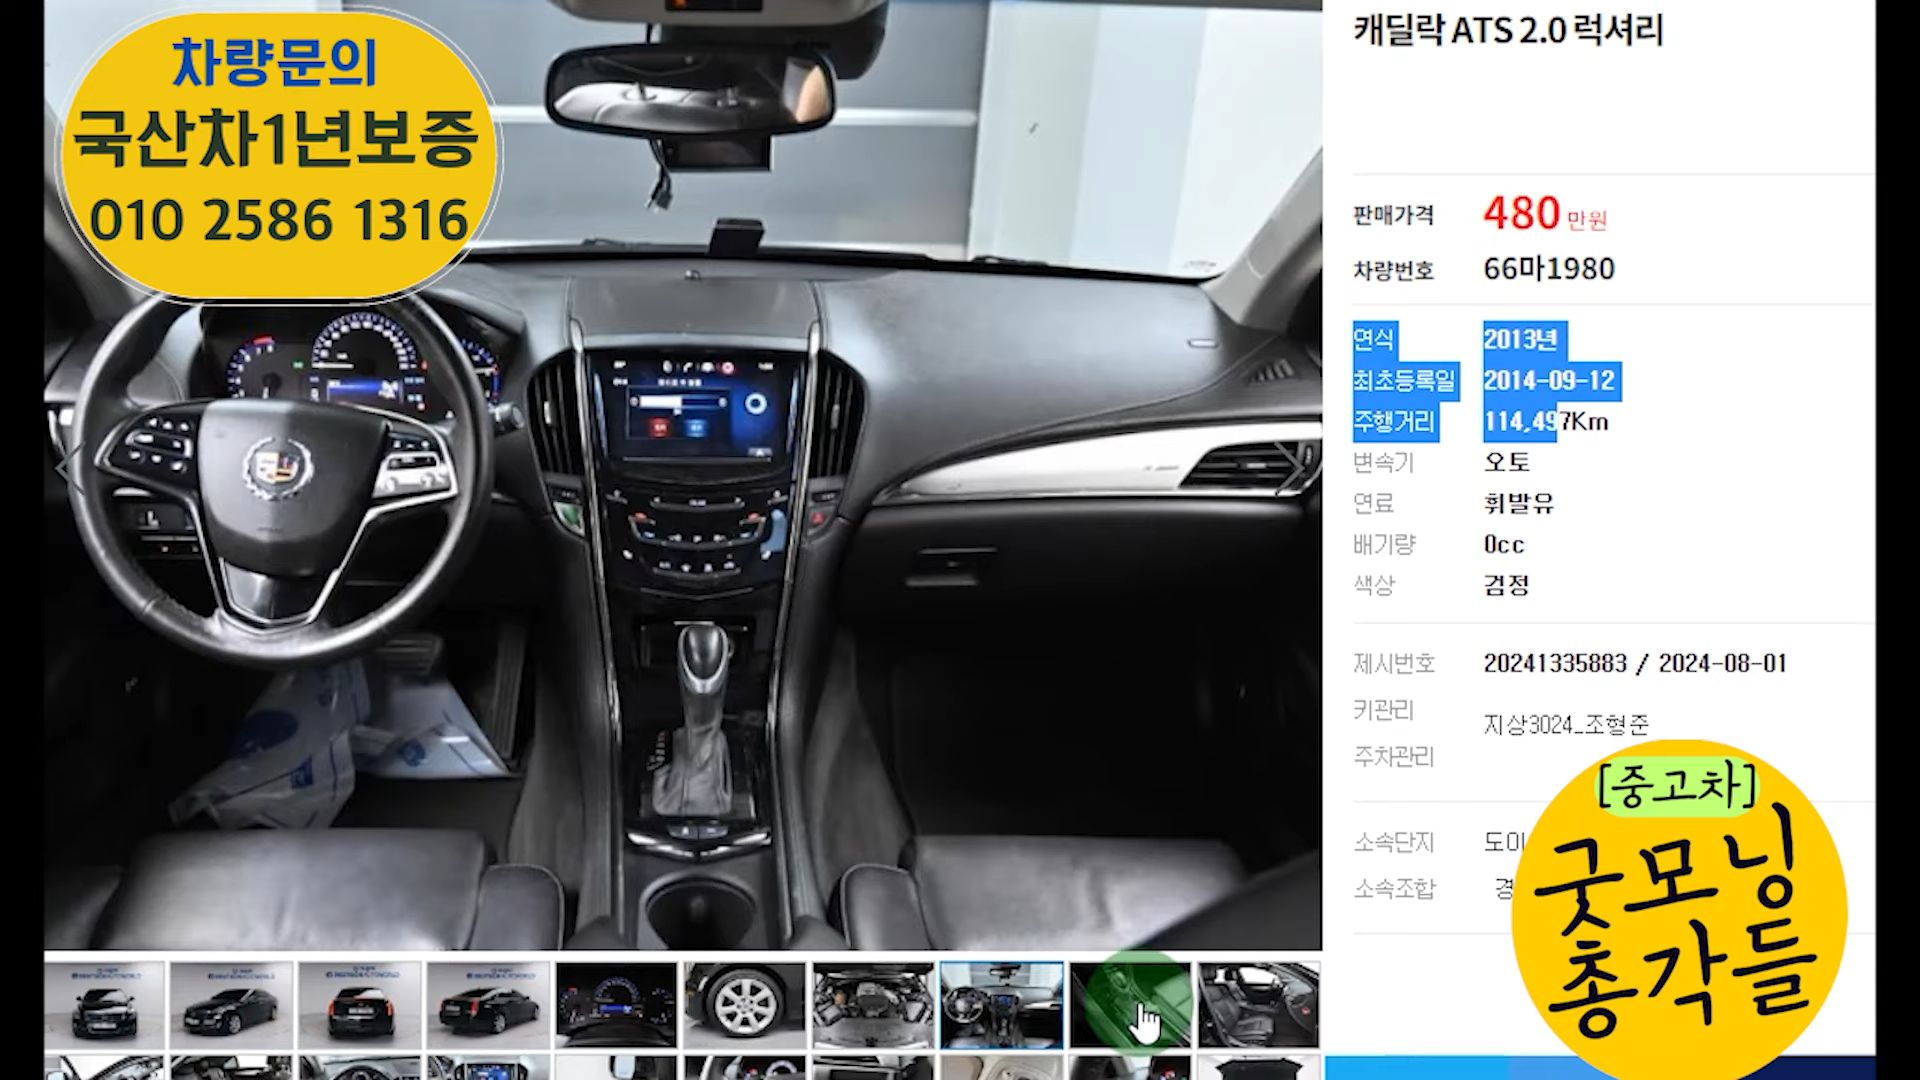 차량문의
국산차1년보증
010 2586 1316
캐딜락 ATS 2.0 럭셔리
판매가격 480 만원
차량번호 66마1980
연식 2013년
최초등록일 2014-09-12
주행거리 114,497Km
변속기 오토
연료 휘발유
배기량 0cc
색상 검정
제시번호 20241335883 / 2024-08-01
키관리 지상3024_조형준
주차관리
소속단지 도이
소속조합 경
[중고차]
굿모닝
총각들